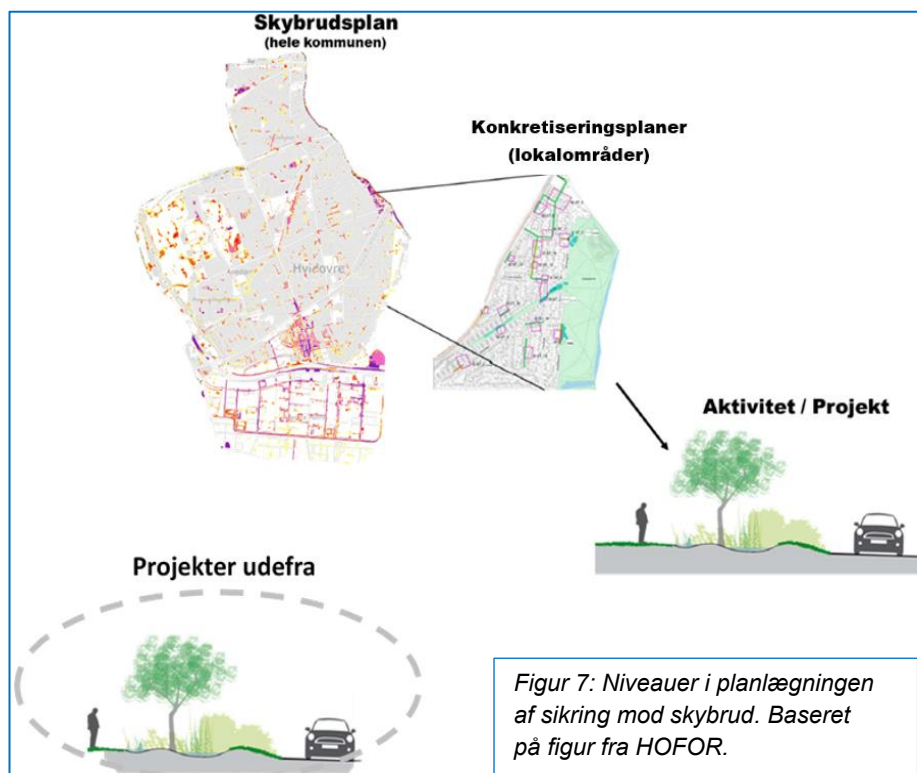 Skybrudsplan
(hele kommunen)
Hvidovre
Konkretiseringsplaner
(lokalområder)
Aktivitet / Projekt
Projekter udefra
Figur 7: Niveauer i planlægningen
af sikring mod skybrud. Baseret
på figur fra HOFOR.